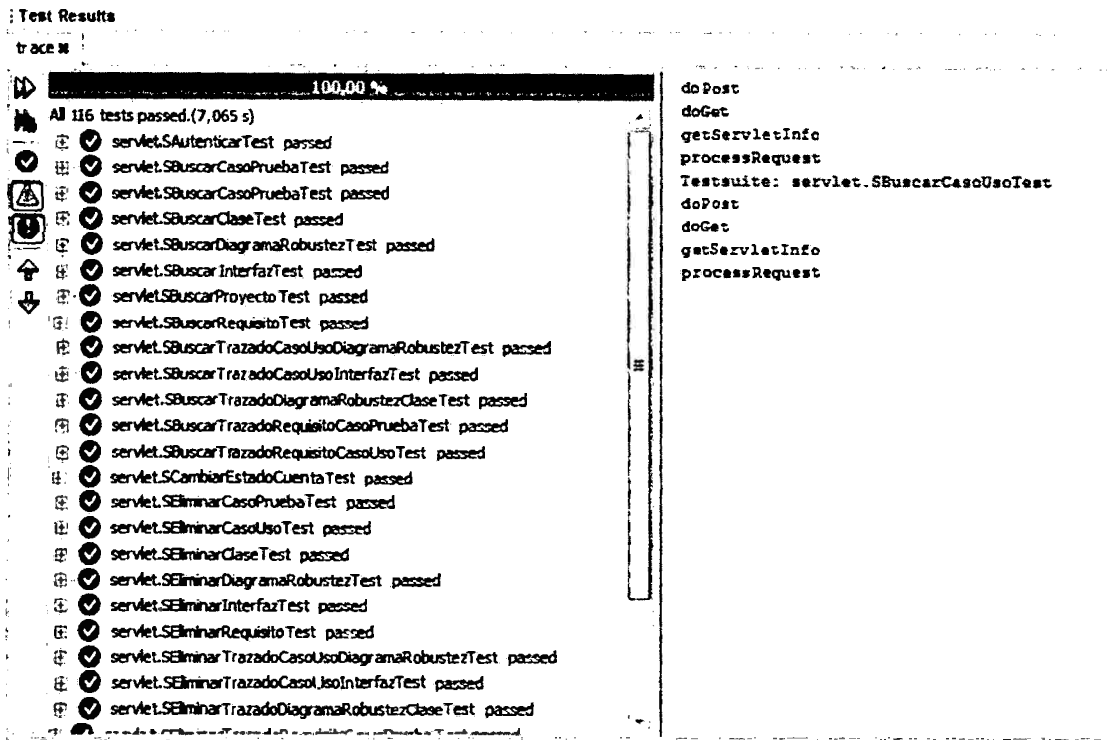 Test Results
trace
100,00 %
All 116 tests passed.(7,065 s)
servlet.SAutenticarTest passed
servlet.SBuscarCasoPruebaTest passed
servlet.SBuscarCasoPruebaTest passed
servlet.SBuscarClaseTest passed
servlet.SBuscarDiagramaRobustezTest passed
servlet.SBuscarInterfazTest passed
servlet.SBuscarProyectoTest passed
servlet.SBuscarRequisitoTest passed
servlet.SBuscarTrazadoCasoUsoDiagramaRobustezTest passed
servlet.SBuscarTrazadoCasoUsoInterfazTest passed
servlet.SBuscarTrazadoDiagramaRobustezClaseTest passed
servlet.SBuscarTrazadoRequisitoCasoPruebaTest passed
servlet.SBuscarTrazadoRequisitoCasoUsoTest passed
servlet.SCambiarEstadoCuentaTest passed
servlet.SEliminarCasoPruebaTest passed
servlet.SEliminarCasoUsoTest passed
servlet.SEliminarClaseTest passed
servlet.SEliminarDiagramaRobustezTest passed
servlet.SEliminarInterfazTest passed
servlet.SEliminarRequisitoTest passed
servlet.SEliminarTrazadoCasoUsoDiagramaRobustezTest passed
servlet.SEliminarTrazadoCasoUsoInterfazTest passed
servlet.SEliminarTrazadoDiagramaRobustezClaseTest passed
doPost
doGet
getServletInfo
processRequest
Testsuite: servlet.SBuscarCasoUsoTest
doPost
doGet
getServletInfo
processRequest